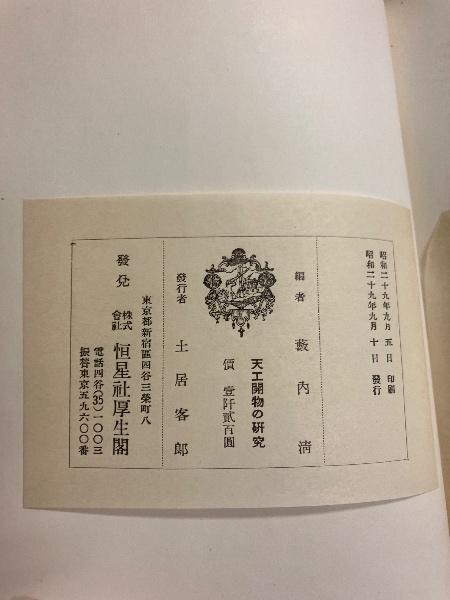 昭和二十九年九月 五日 印刷
昭和二十九年九月 十日 發行
編者 藪內淸
天工開物の硏究
價 壹阡貳百圓
發行者 土居客郎
東京都新宿區四谷三榮町八
發兌 株式會社 恒星社厚生閣
電話四谷(35)一〇〇三
振替東京五九六〇〇番